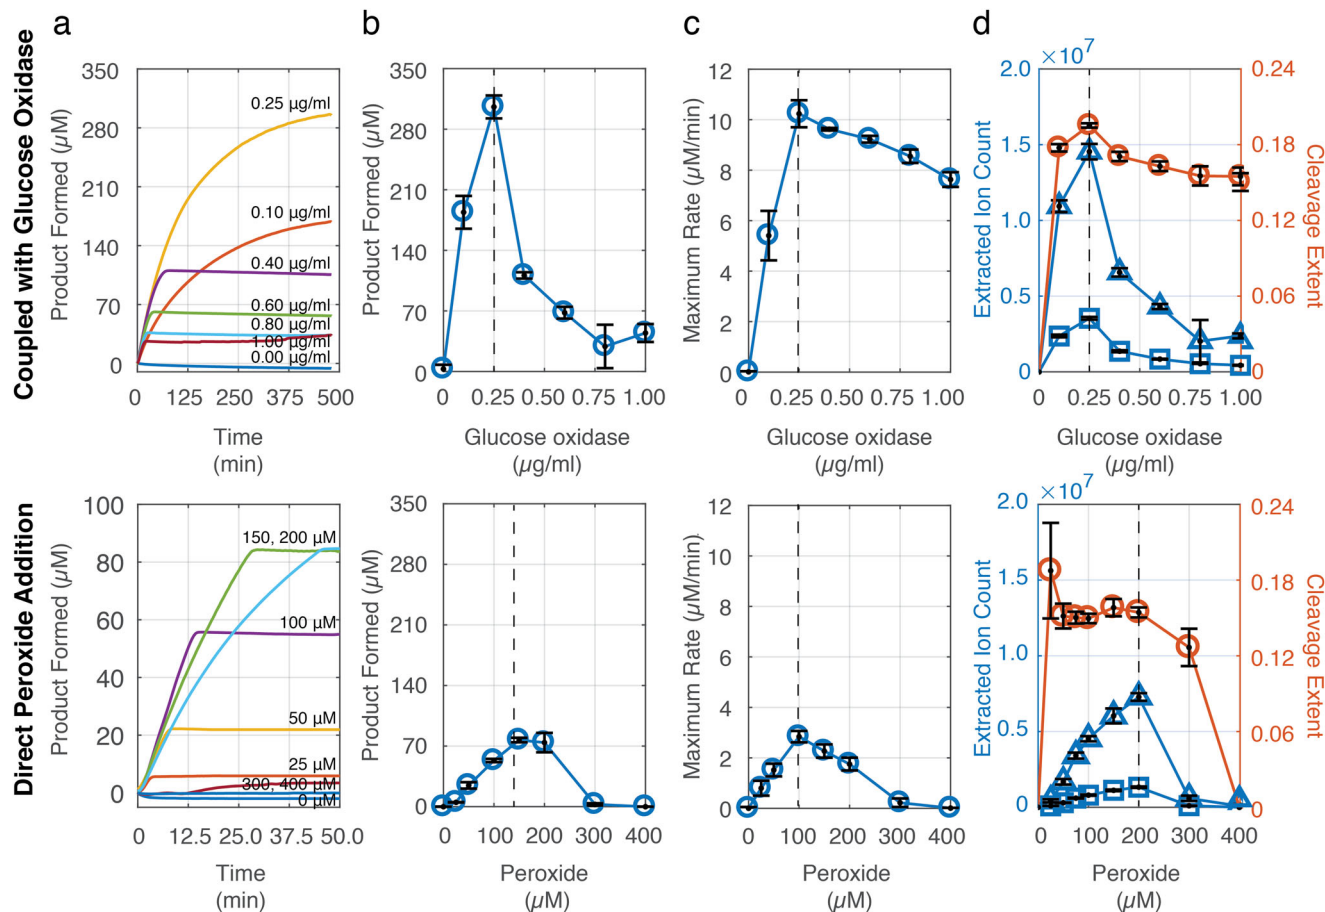 a
b
c
d
Coupled with Glucose Oxidase
Product Formed (µM)
350
280
210
140
70
0
0.25 µg/ml
0.10 µg/ml
0.40 µg/ml
0.60 µg/ml
0.80 µg/ml
1.00 µg/ml
0.00 µg/ml
0 125 250 375 500
Time
(min)
Product Formed (µM)
350
280
210
140
70
0
0 0.25 0.50 0.75 1.00
Glucose oxidase
(µg/ml)
Maximum Rate (µM/min)
12
10
8
6
4
2
0
0 0.25 0.50 0.75 1.00
Glucose oxidase
(µg/ml)
×10⁷
Extracted Ion Count
2.0
1.5
1.0
0.5
0
0.24
0.18
0.12
0.06
0
Cleavage Extent
0 0.25 0.50 0.75 1.00
Glucose oxidase
(µg/ml)
Direct Peroxide Addition
Product Formed (µM)
100
80
60
40
20
0
150, 200 µM
100 µM
50 µM
25 µM
300, 400 µM
0 µM
0 12.5 25.0 37.5 50.0
Time
(min)
Product Formed (µM)
350
280
210
140
70
0
0 100 200 300 400
Peroxide
(µM)
Maximum Rate (µM/min)
12
10
8
6
4
2
0
0 100 200 300 400
Peroxide
(µM)
×10⁷
Extracted Ion Count
2.0
1.5
1.0
0.5
0
0.24
0.18
0.12
0.06
0
Cleavage Extent
0 100 200 300 400
Peroxide
(µM)